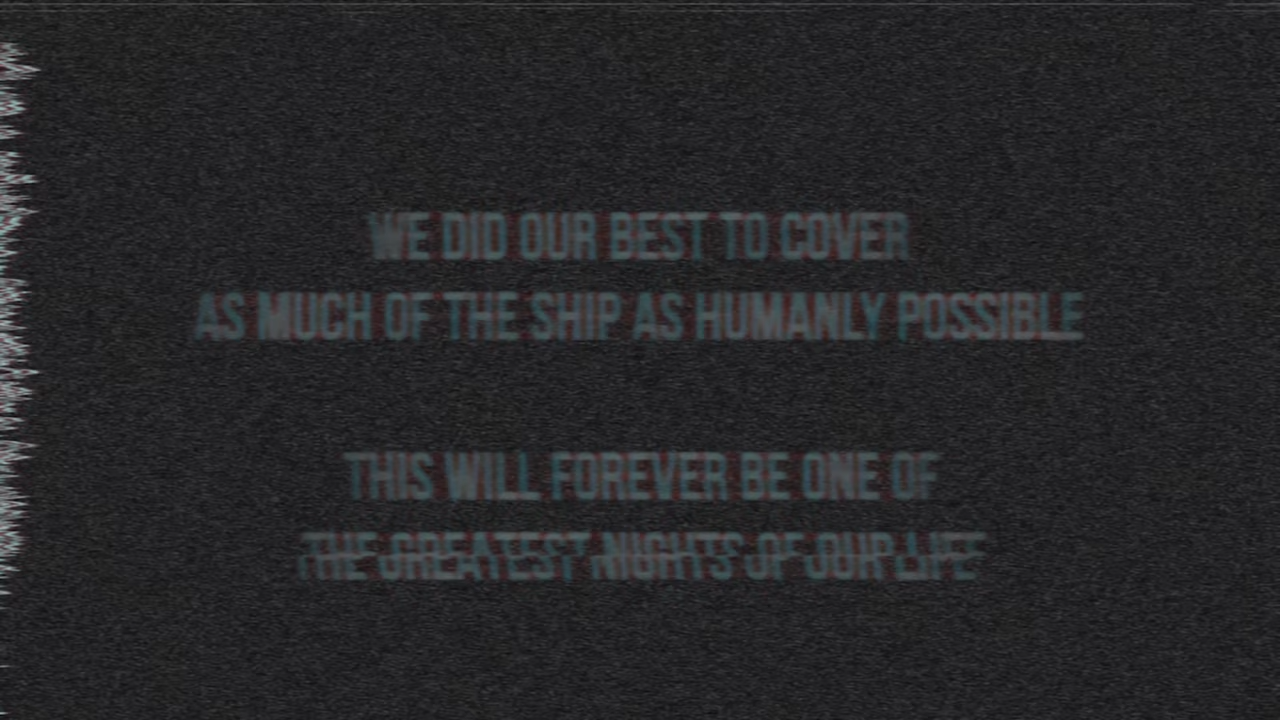 WE DID OUR BEST TO COVER
AS MUCH OF THE SHIP AS HUMANLY POSSIBLE
THIS WILL FOREVER BE ONE OF
THE GREATEST NIGHTS OF OUR LIFE